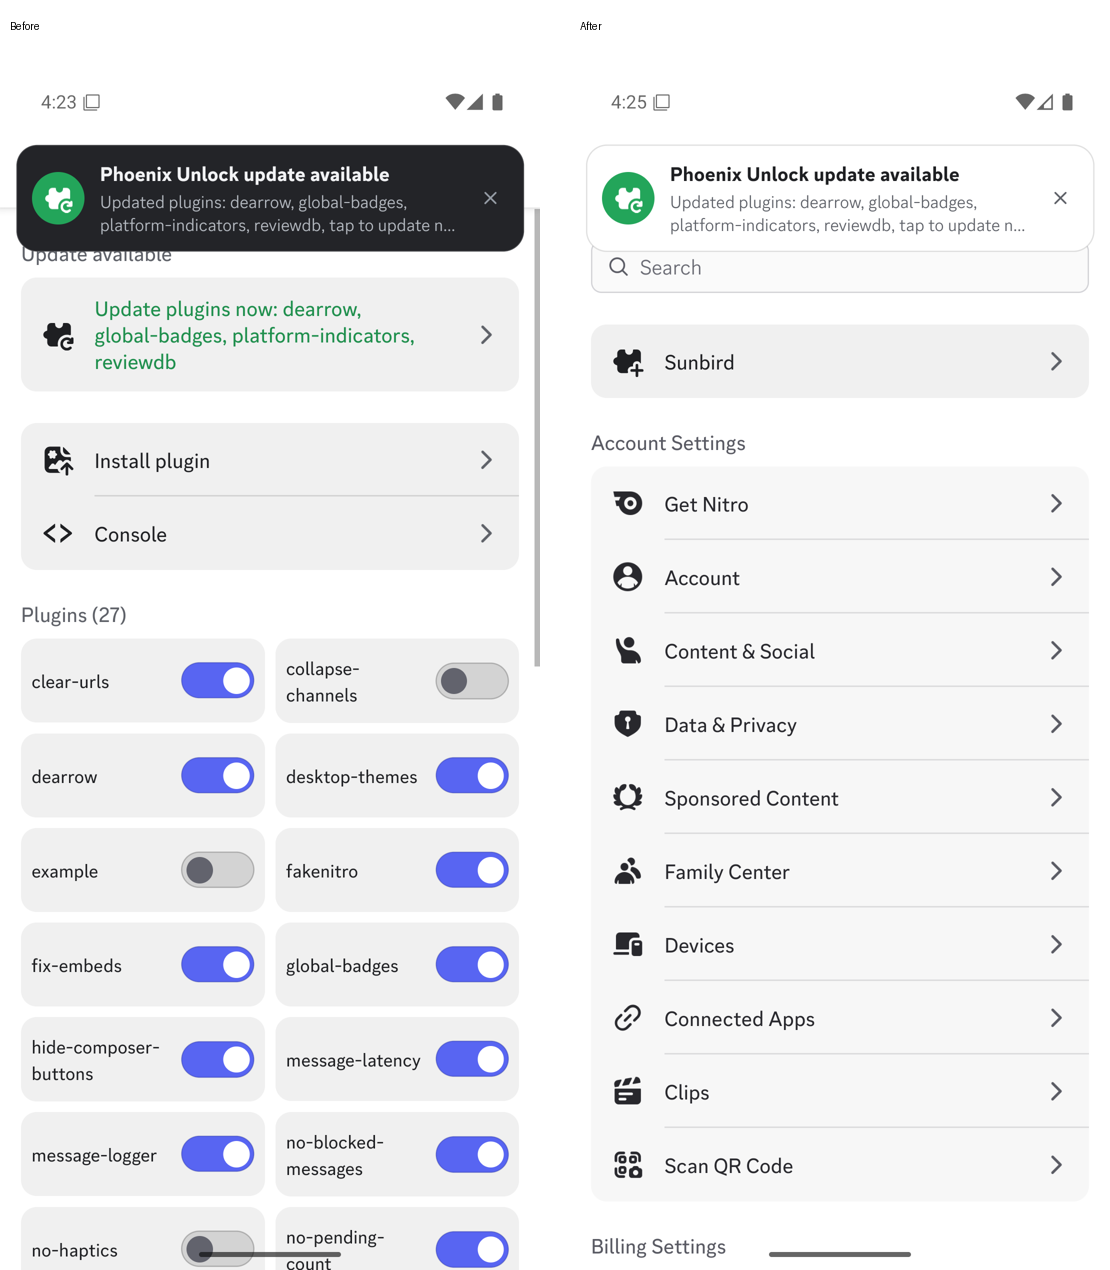 Before
4:23
Phoenix Unlock update available
Updated plugins: dearrow, global-badges,
platform-indicators, reviewdb, tap to update n...
Update available
Update plugins now: dearrow,
global-badges, platform-indicators,
reviewdb
Install plugin
Console
Plugins (27)
clear-urls
collapse-
channels
dearrow
desktop-themes
example
fakenitro
fix-embeds
global-badges
hide-composer-
buttons
message-latency
message-logger
no-blocked-
messages
no-haptics
no-pending-
count
After
4:25
Phoenix Unlock update available
Updated plugins: dearrow, global-badges,
platform-indicators, reviewdb, tap to update n...
Search
Sunbird
Account Settings
Get Nitro
Account
Content & Social
Data & Privacy
Sponsored Content
Family Center
Devices
Connected Apps
Clips
Scan QR Code
Billing Settings